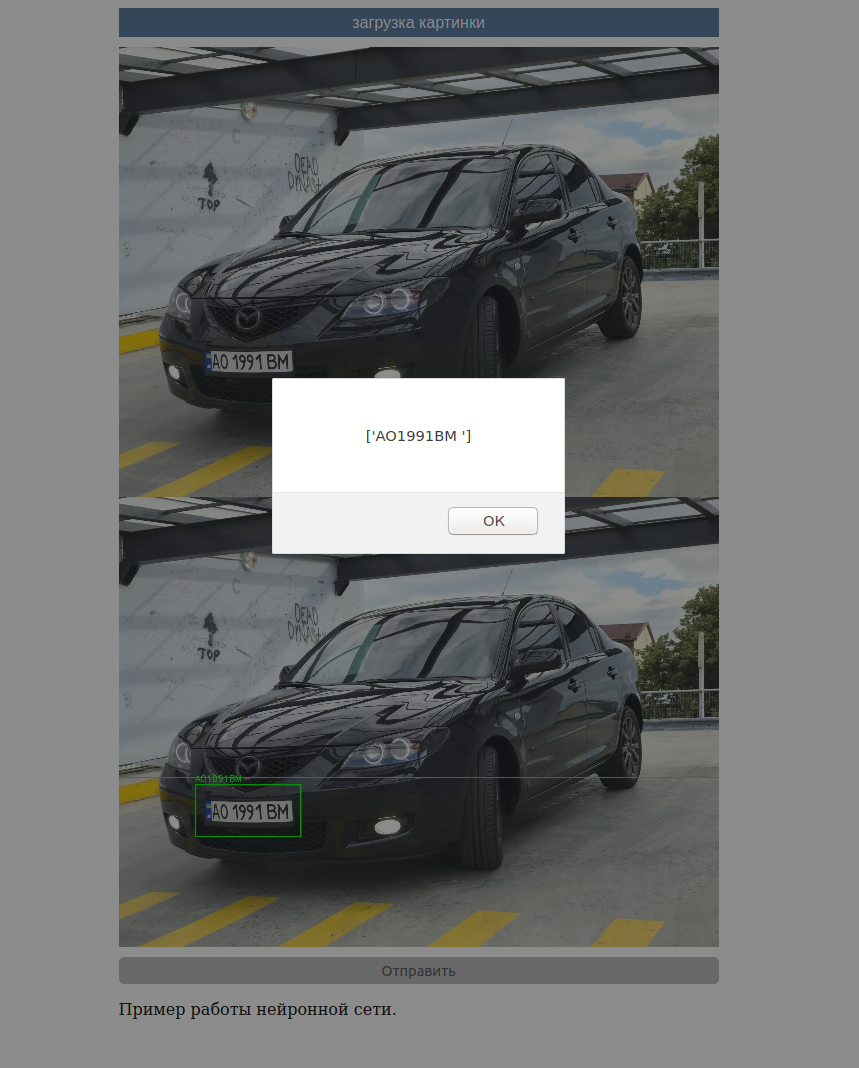 загрузка картинки
DEAD
DYNASTY
TOP
AO 1991 BM
['AO1991BM ']
OK
DEAD
DYNASTY
TOP
AO1991BM
AO 1991 BM
Отправить
Пример работы нейронной сети.